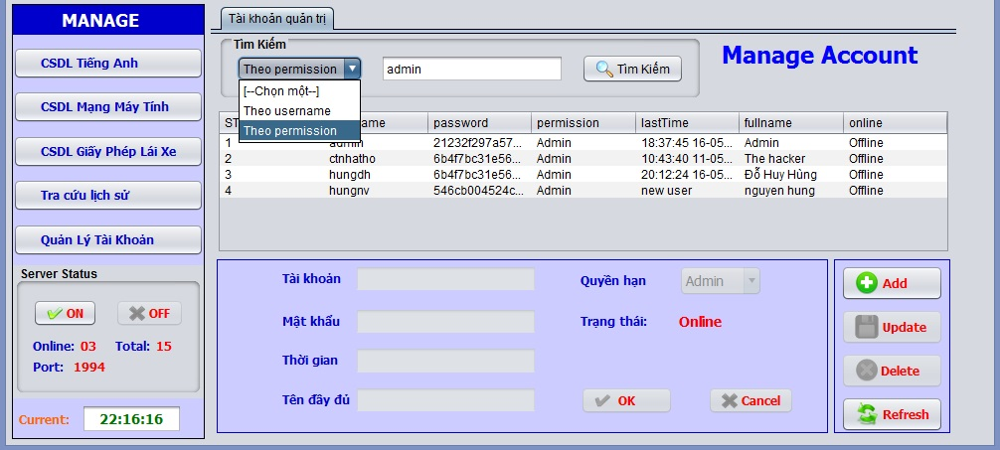 MANAGE
CSDL Tiếng Anh
CSDL Mạng Máy Tính
CSDL Giấy Phép Lái Xe
Tra cứu lịch sử
Quản Lý Tài Khoản
Server Status
ON OFF
Online: 03 Total: 15
Port: 1994
Current: 22:16:16
Tài khoản quản trị
Tìm Kiếm
Theo permission admin Tìm Kiếm
[--Chọn một--]
Theo username
Theo permission
Manage Account
ST name password permission lastTime fullname online
1 admin 21232f297a57... Admin 18:37:45 16-05... Admin Offline
2 ctnhatho 6b4f7bc31e56... Admin 10:43:40 11-05... The hacker Offline
3 hungdh 6b4f7bc31e56... Admin 20:12:24 16-05... Đỗ Huy Hùng Offline
4 hungnv 546cb004524c... Admin new user nguyen hung Offline
Tài khoản Quyền hạn Admin
Mật khẩu Trạng thái: Online
Thời gian
Tên đầy đủ OK Cancel
Add
Update
Delete
Refresh